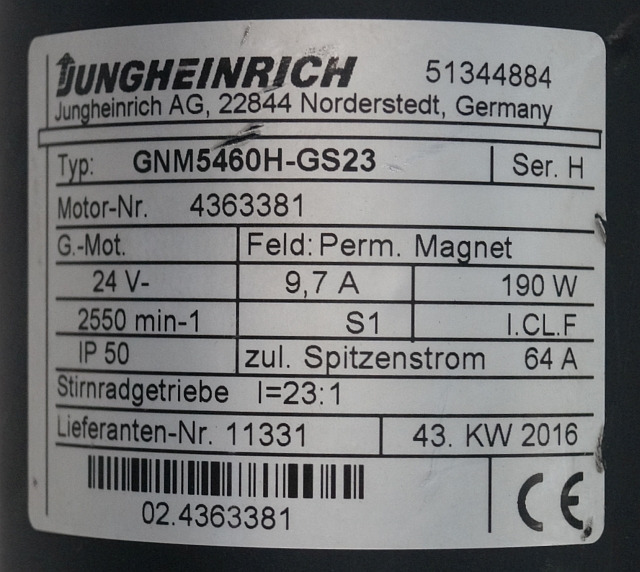 JUNGHEINRICH 51344884
Jungheinrich AG, 22844 Norderstedt, Germany
Typ: GNM5460H-GS23 Ser. H
Motor-Nr. 4363381
G.-Mot. Feld: Perm. Magnet
24 V- 9,7 A 190 W
2550 min-1 S1 I.CL.F
IP 50 zul. Spitzenstrom 64 A
Stirnradgetriebe I=23:1
Lieferanten-Nr. 11331 43. KW 2016
02.4363381 CE